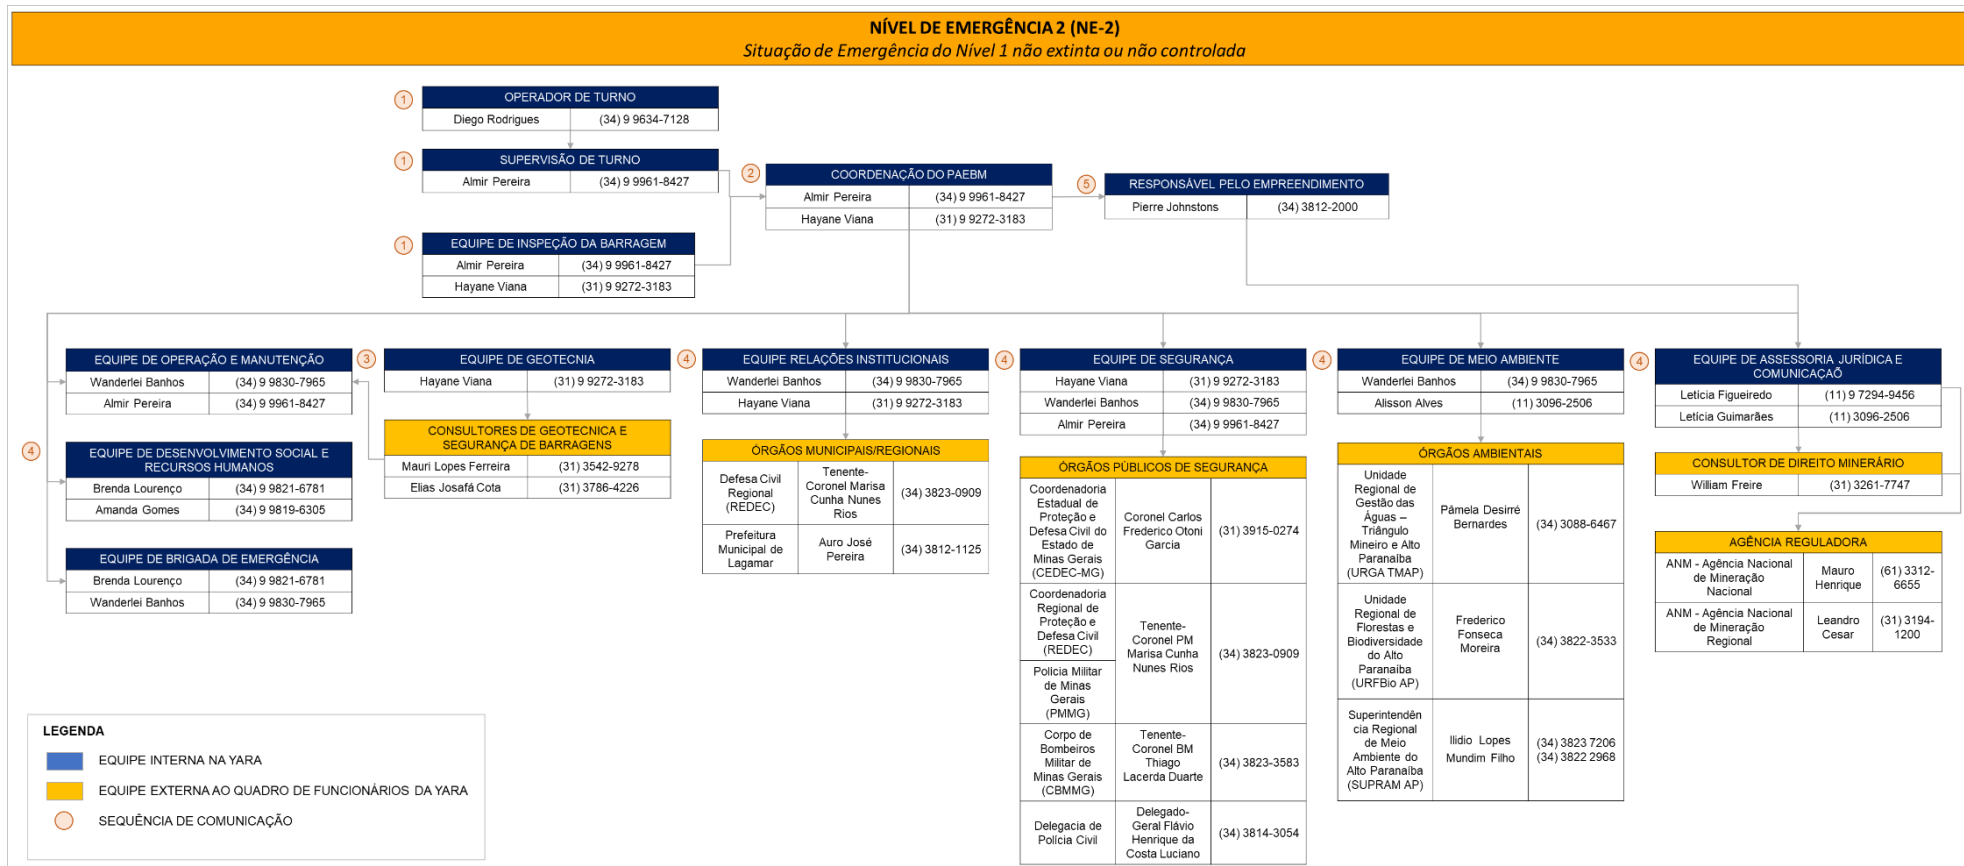 NÍVEL DE EMERGÊNCIA 2 (NE-2)
Situação de Emergência do Nível 1 não extinta ou não controlada
1
OPERADOR DE TURNO
Diego Rodrigues (34) 9 9634-7128
1
SUPERVISÃO DE TURNO
Almir Pereira (34) 9 9961-8427
1
EQUIPE DE INSPEÇÃO DA BARRAGEM
Almir Pereira (34) 9 9961-8427
Hayane Viana (31) 9 9272-3183
2
COORDENAÇÃO DO PAEBM
Almir Pereira (34) 9 9961-8427
Hayane Viana (31) 9 9272-3183
5
RESPONSÁVEL PELO EMPREENDIMENTO
Pierre Johnstons (34) 3812-2000
EQUIPE DE OPERAÇÃO E MANUTENÇÃO
Wanderlei Banhos (34) 9 9830-7965
Almir Pereira (34) 9 9961-8427
4
EQUIPE DE DESENVOLVIMENTO SOCIAL E
RECURSOS HUMANOS
Brenda Lourenço (34) 9 9821-6781
Amanda Gomes (34) 9 9819-6305
EQUIPE DE BRIGADA DE EMERGÊNCIA
Brenda Lourenço (34) 9 9821-6781
Wanderlei Banhos (34) 9 9830-7965
3
EQUIPE DE GEOTECNIA
Hayane Viana (31) 9 9272-3183
CONSULTORES DE GEOTECNICA E
SEGURANÇA DE BARRAGENS
Mauri Lopes Ferreira (31) 3542-9278
Elias Josafá Cota (31) 3786-4226
4
EQUIPE RELAÇÕES INSTITUCIONAIS
Wanderlei Banhos (34) 9 9830-7965
Hayane Viana (31) 9 9272-3183
ÓRGÃOS MUNICIPAIS/REGIONAIS
Defesa Civil
Regional
(REDEC)
Tenente-
Coronel Marisa
Cunha Nunes
Rios
(34) 3823-0909
Prefeitura
Municipal de
Lagamar
Auro José
Pereira
(34) 3812-1125
4
EQUIPE DE SEGURANÇA
Hayane Viana (31) 9 9272-3183
Wanderlei Banhos (34) 9 9830-7965
Almir Pereira (34) 9 9961-8427
ÓRGÃOS PÚBLICOS DE SEGURANÇA
Coordenadoria
Estadual de
Proteção e
Defesa Civil do
Estado de
Minas Gerais
(CEDEC-MG)
Coronel Carlos
Frederico Otoni
Garcia
(31) 3915-0274
Coordenadoria
Regional de
Proteção e
Defesa Civil
(REDEC)
Policia Militar
de Minas
Gerais
(PMMG)
Tenente-
Coronel PM
Marisa Cunha
Nunes Rios
(34) 3823-0909
Corpo de
Bombeiros
Militar de
Minas Gerais
(CBMMG)
Tenente-
Coronel BM
Thiago
Lacerda Duarte
(34) 3823-3583
Delegacia de
Polícia Civil
Delegado-
Geral Flávio
Henrique da
Costa Luciano
(34) 3814-3054
4
EQUIPE DE MEIO AMBIENTE
Wanderlei Banhos (34) 9 9830-7965
Alisson Alves (11) 3096-2506
ÓRGÃOS AMBIENTAIS
Unidade
Regional de
Gestão das
Águas –
Triângulo
Mineiro e Alto
Paranaíba
(URGA TMAP)
Pâmela Desirré
Bernardes
(34) 3088-6467
Unidade
Regional de
Florestas e
Biodiversidade
do Alto
Paranaíba
(URFBio AP)
Frederico
Fonseca
Moreira
(34) 3822-3533
Superintendên
cia Regional
de Meio
Ambiente do
Alto Paranaíba
(SUPRAM AP)
Ilidio Lopes
Mundim Filho
(34) 3823 7206
(34) 3822 2968
4
EQUIPE DE ASSESSORIA JURÍDICA E
COMUNICAÇAÕ
Letícia Figueiredo (11) 9 7294-9456
Letícia Guimarães (11) 3096-2506
CONSULTOR DE DIREITO MINERÁRIO
William Freire (31) 3261-7747
AGÊNCIA REGULADORA
ANM - Agência Nacional
de Mineração
Nacional
Mauro
Henrique
(61) 3312-
6655
ANM - Agência Nacional
de Mineração
Regional
Leandro
Cesar
(31) 3194-
1200
LEGENDA
EQUIPE INTERNA NA YARA
EQUIPE EXTERNA AO QUADRO DE FUNCIONÁRIOS DA YARA
SEQUÊNCIA DE COMUNICAÇÃO